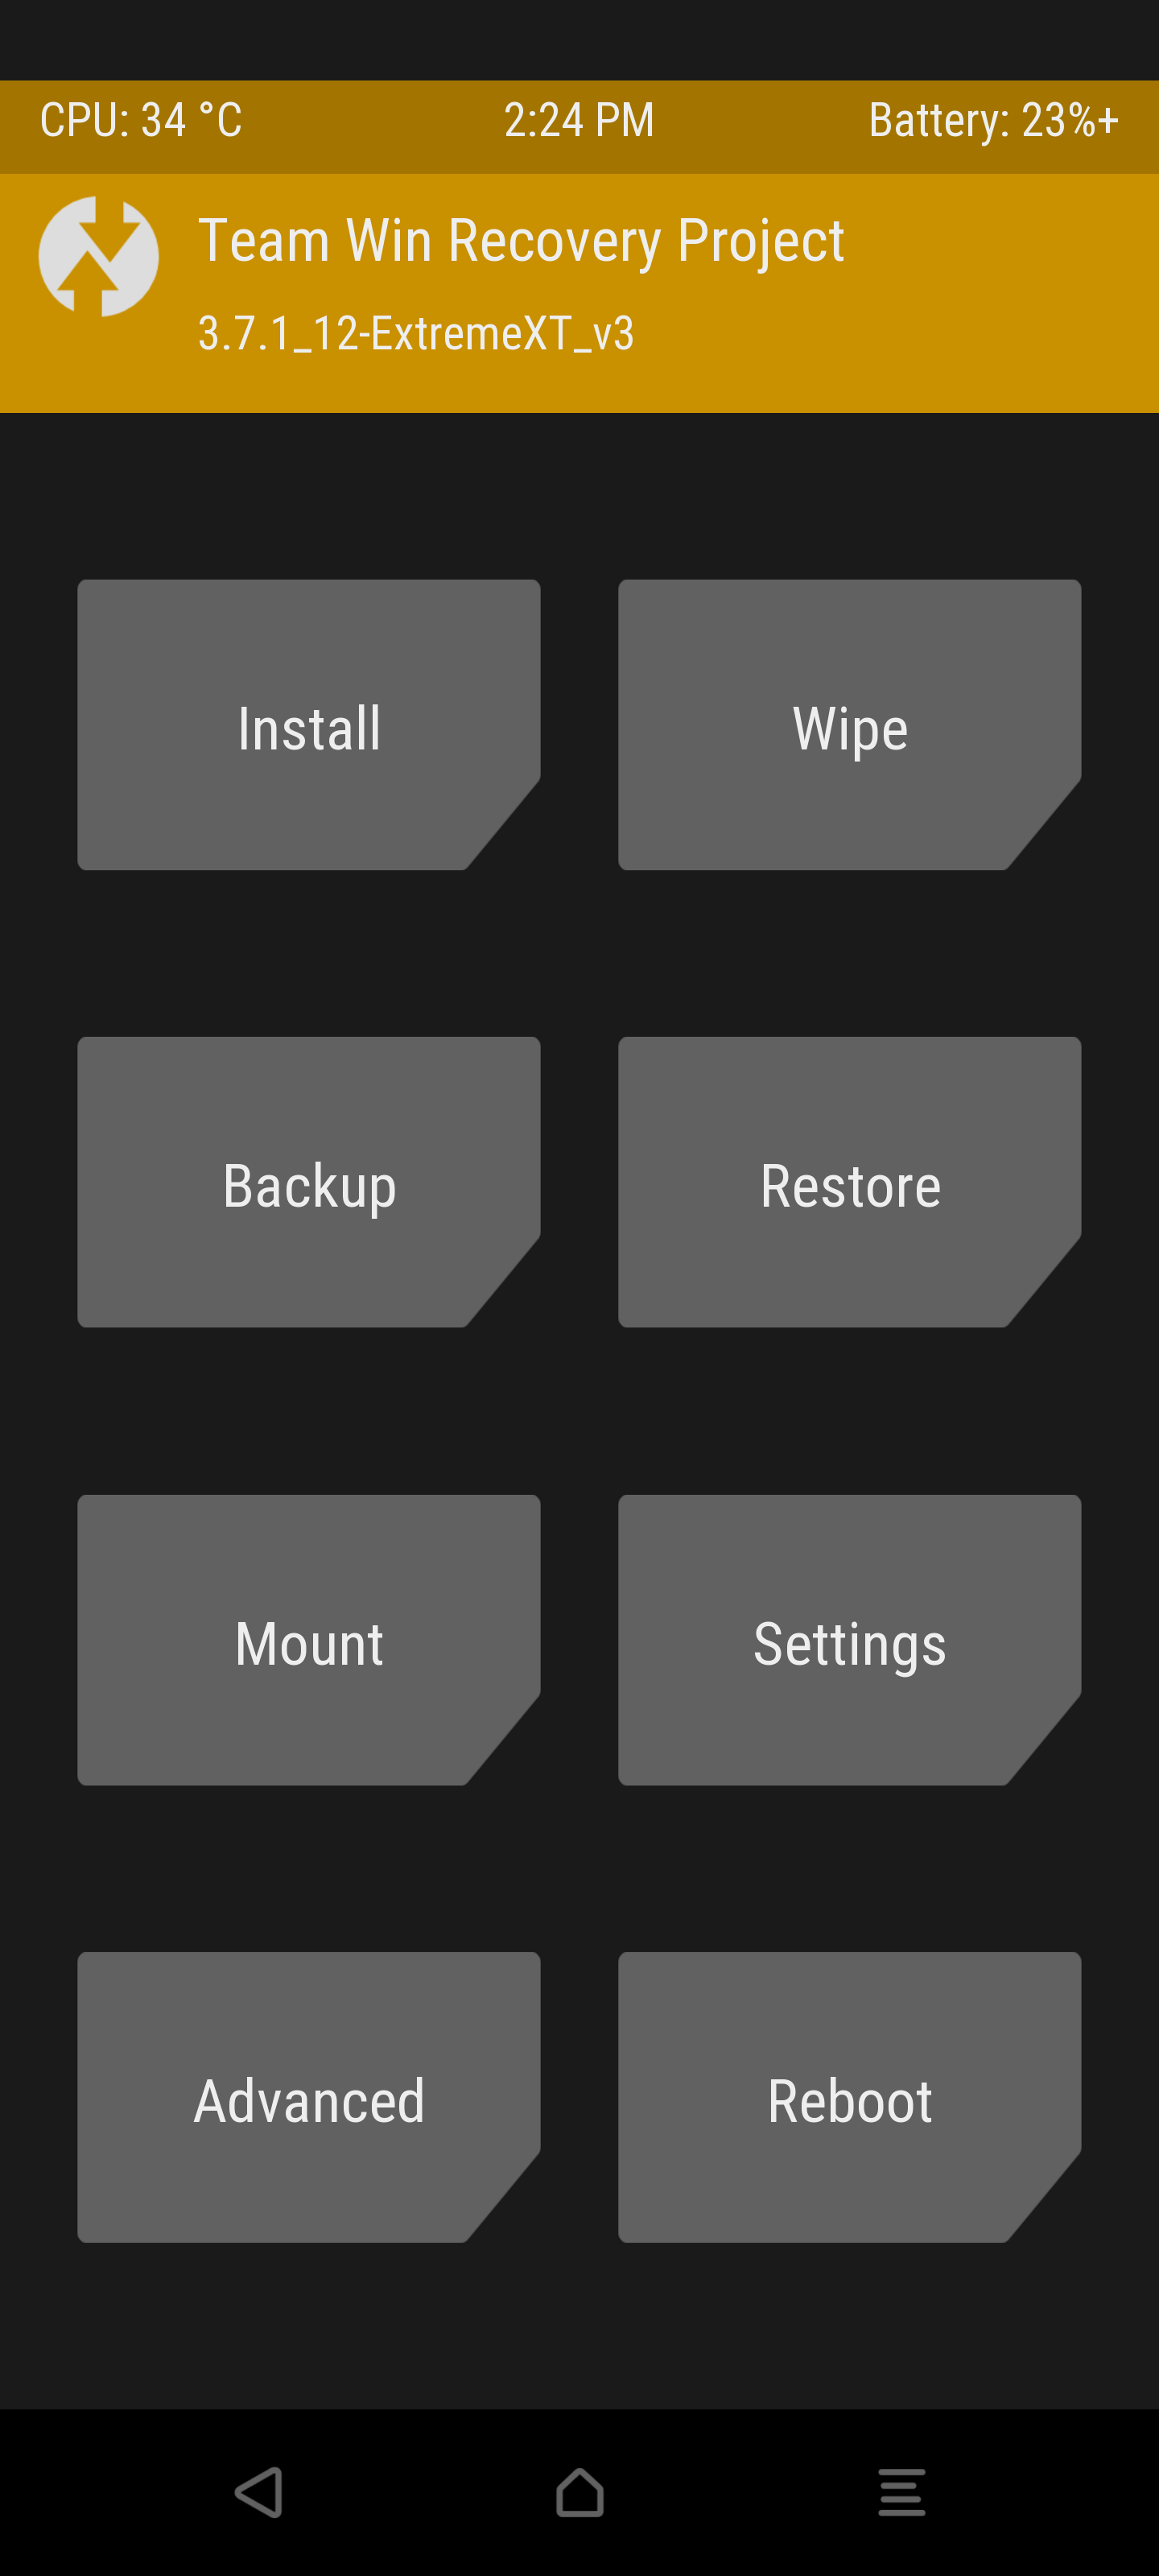 CPU: 34 °C 2:24 PM Battery: 23%+
Team Win Recovery Project
3.7.1_12-ExtremeXT_v3
Install Wipe
Backup Restore
Mount Settings
Advanced Reboot